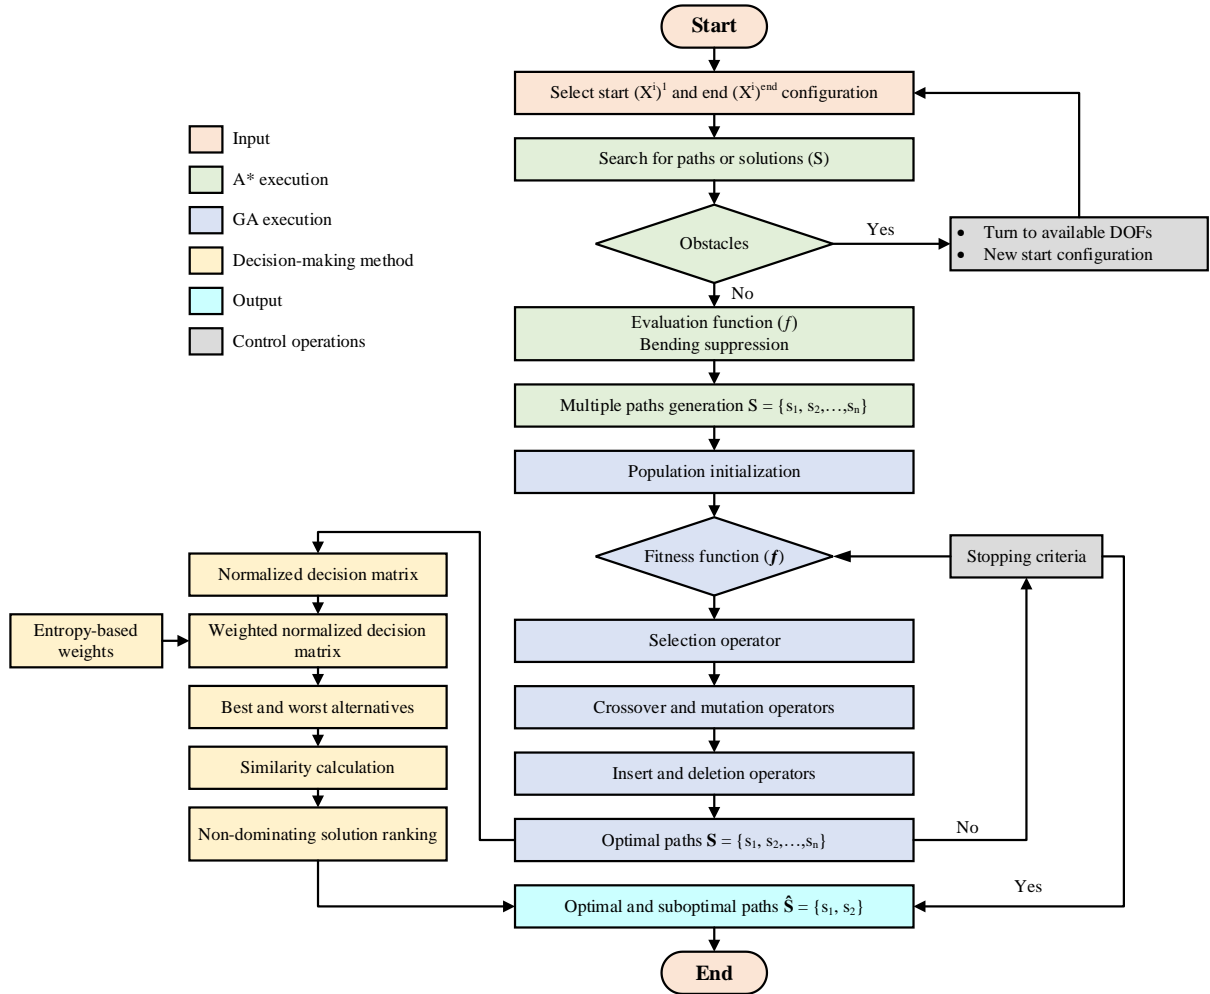 Start
Select start (Xⁱ)¹ and end (Xⁱ)ᵉⁿᵈ configuration
Input
Search for paths or solutions (S)
A* execution
GA execution
Obstacles
Yes
• Turn to available DOFs
• New start configuration
Decision-making method
Output
No
Control operations
Evaluation function (f)
Bending suppression
Multiple paths generation S = {s₁, s₂,…,sₙ}
Population initialization
Fitness function (f)
Stopping criteria
Normalized decision matrix
Entropy-based
weights
Weighted normalized decision
matrix
Selection operator
Best and worst alternatives
Crossover and mutation operators
Similarity calculation
Insert and deletion operators
Non-dominating solution ranking
Optimal paths S = {s₁, s₂,…,sₙ}
No
Yes
Optimal and suboptimal paths Ŝ = {s₁, s₂}
End